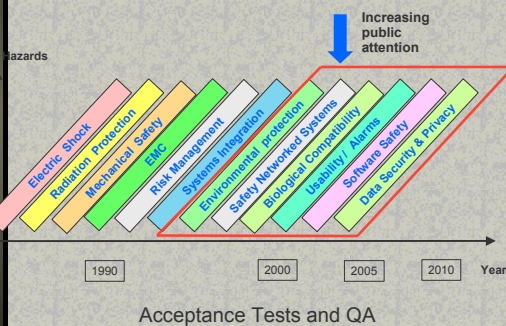 Increasing
public
attention
Hazards
Electric Shock
Radiation Protection
Mechanical Safety
EMC
Risk Management
Systems Integration
Environmental protection
Safety Networked Systems
Biological Compatibility
Usability / Alarms
Software Safety
Data Security & Privacy
1990
2000
2005
2010
Year
Acceptance Tests and QA